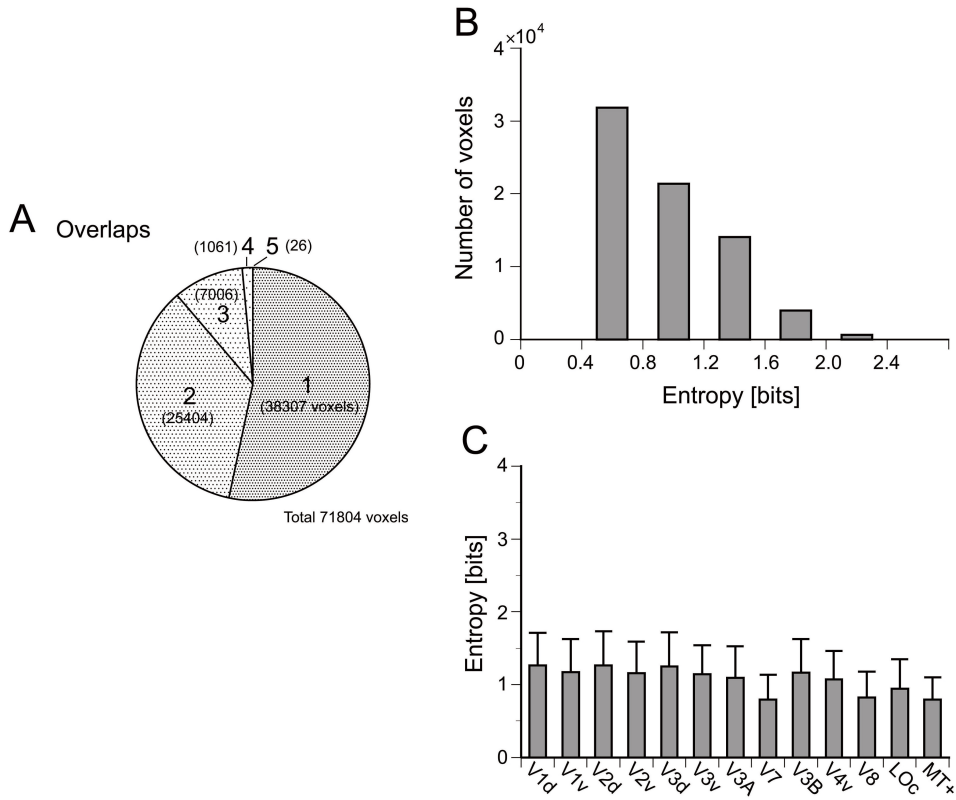 A Overlaps
(1061) 4 5 (26)
(7006)
3
1
(38307 voxels)
2
(25404)
Total 71804 voxels
B
4 ×10⁴
3
2
1
0
Number of voxels
0 0.4 0.8 1.2 1.6 2.0 2.4
Entropy [bits]
C
4
3
2
1
0
Entropy [bits]
V1d V1v V2d V2v V3d V3v V3A V7 V3B V4v V8 LOc MT+